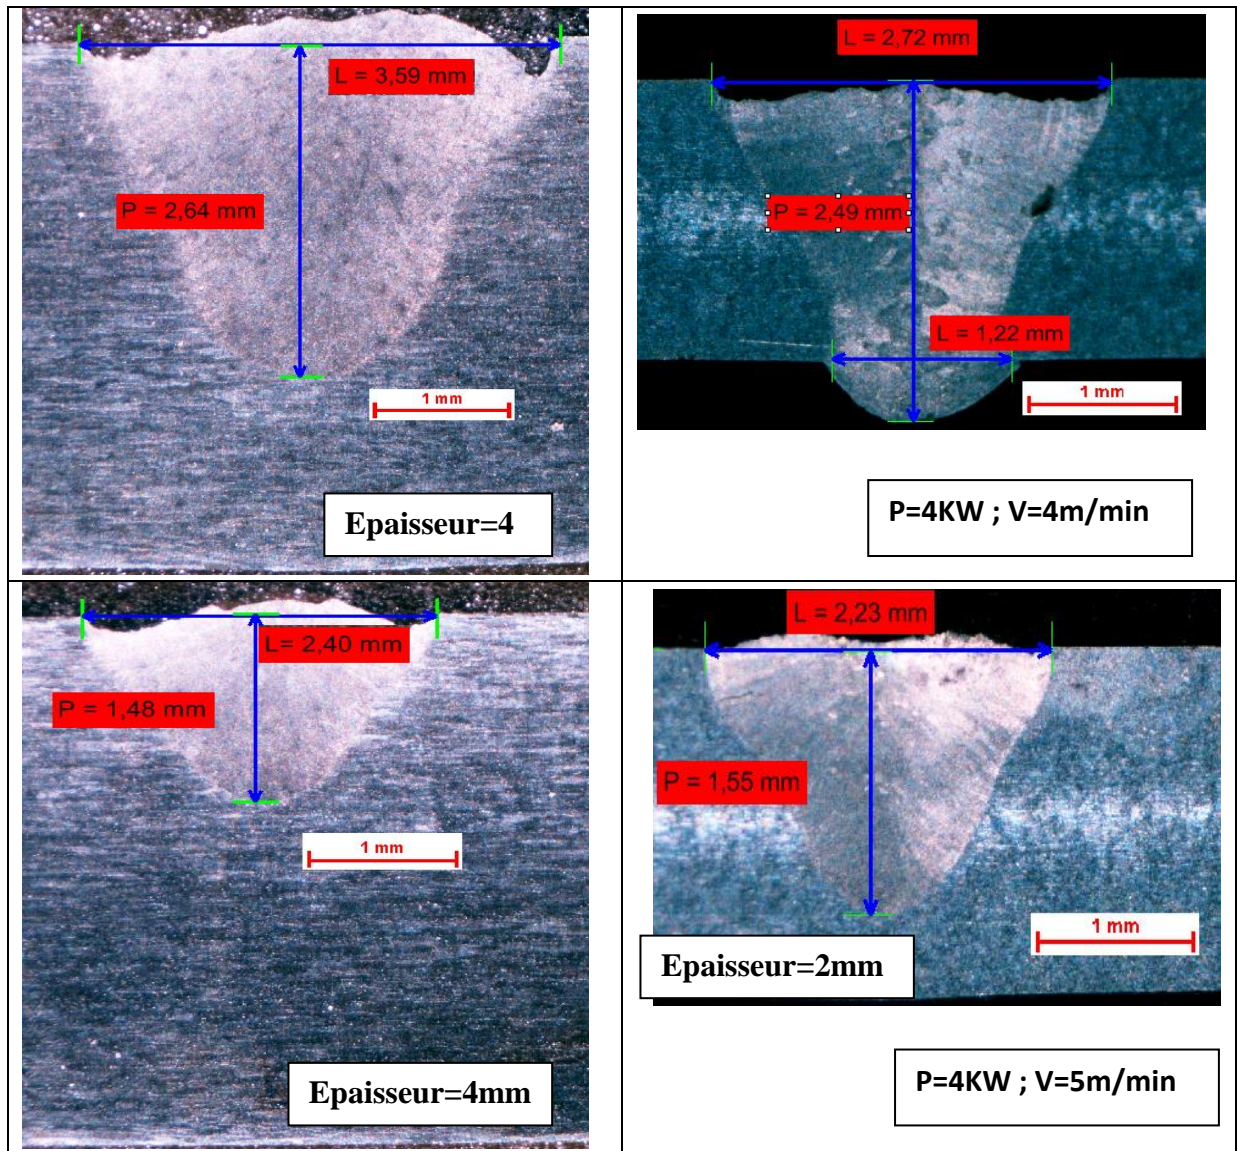 L = 3,59 mm
P = 2,64 mm
1 mm
Epaisseur=4
L = 2,72 mm
P = 2,49 mm
L = 1,22 mm
1 mm
P=4KW ; V=4m/min
L= 2,40 mm
P = 1,48 mm
1 mm
Epaisseur=4mm
L = 2,23 mm
P = 1,55 mm
1 mm
Epaisseur=2mm
P=4KW ; V=5m/min